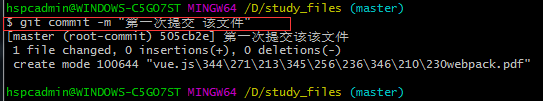 hspcadmin@WINDOWS-C5GO7ST MINGW64 /D/study_files (master)
$ git commit -m "第一次提交 该文件"
[master (root-commit) 505cb2e] 第一次提交该文件
 1 file changed, 0 insertions(+), 0 deletions(-)
 create mode 100644 "vue.js\344\271\213\345\256\236\346\210\230webpack.pdf"
hspcadmin@WINDOWS-C5GO7ST MINGW64 /D/study_files (master)